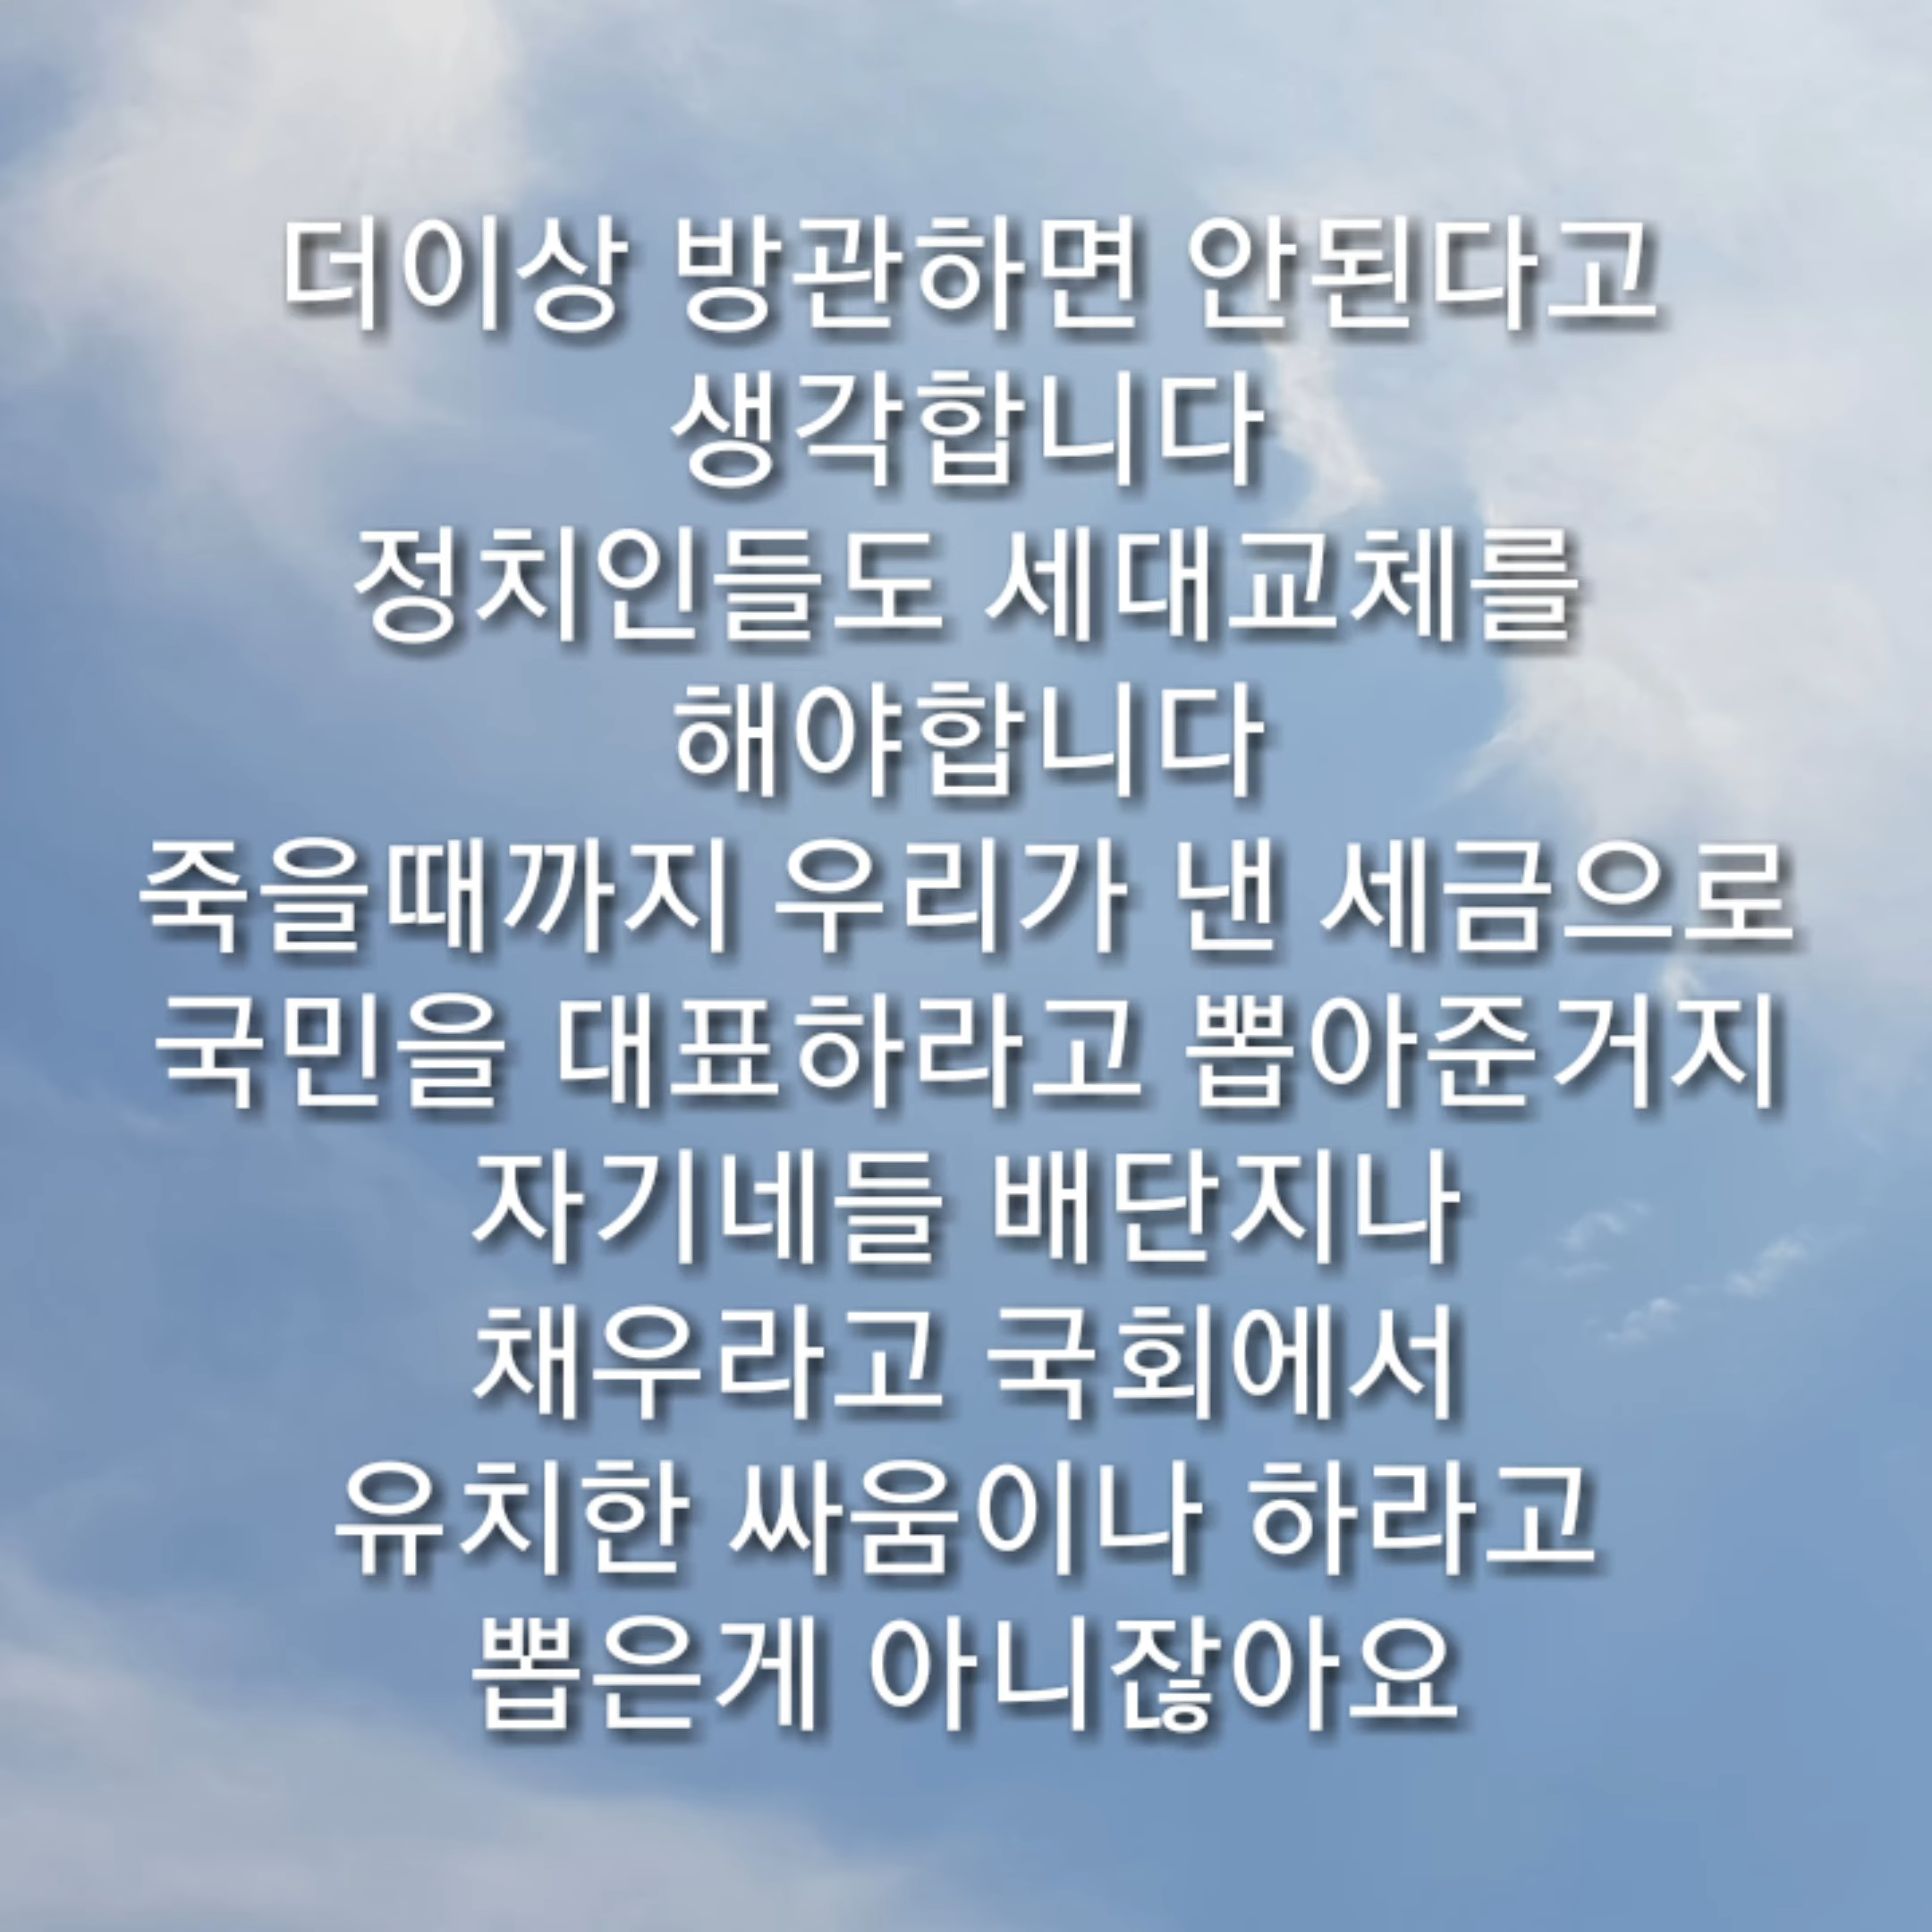 더이상 방관하면 안된다고
생각합니다
정치인들도 세대교체를
해야합니다
죽을때까지 우리가 낸 세금으로
국민을 대표하라고 뽑아준거지
자기네들 배단지나
채우라고 국회에서
유치한 싸움이나 하라고
뽑은게 아니잖아요